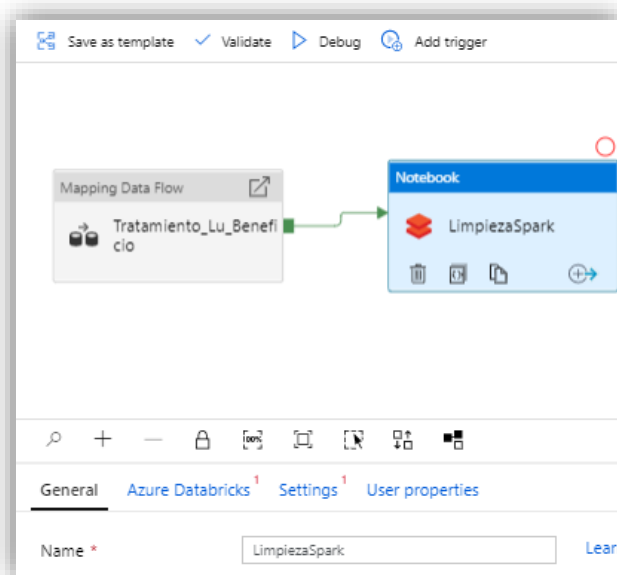 Save as template Validate Debug Add trigger
Mapping Data Flow
Tratamiento_Lu_Benefi
cio
Notebook
LimpiezaSpark
100%
General Azure Databricks 1 Settings 1 User properties
Name * LimpiezaSpark Lear